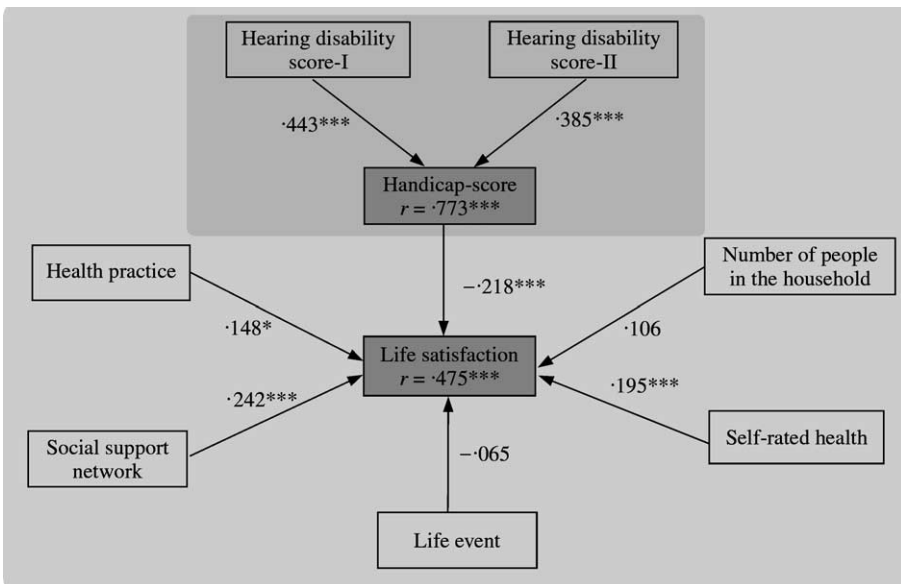 Hearing disability
score-I
Hearing disability
score-II
·443***
·385***
Handicap-score
r = ·773***
Health practice
Number of people
in the household
−·218***
·148*
·106
Life satisfaction
r = ·475***
·242***
·195***
Social support
network
−·065
Self-rated health
Life event